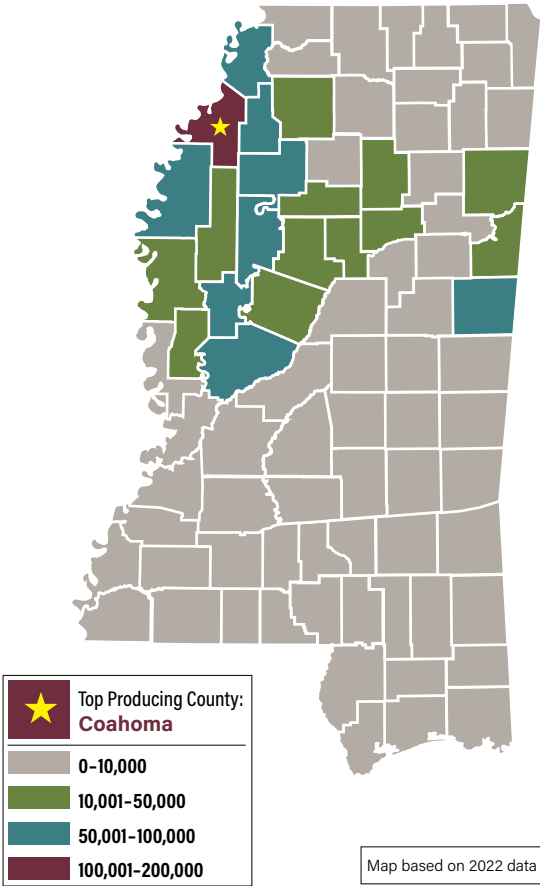 Top Producing County:
Coahoma
0–10,000
10,001–50,000
50,001–100,000
100,001–200,000
Map based on 2022 data